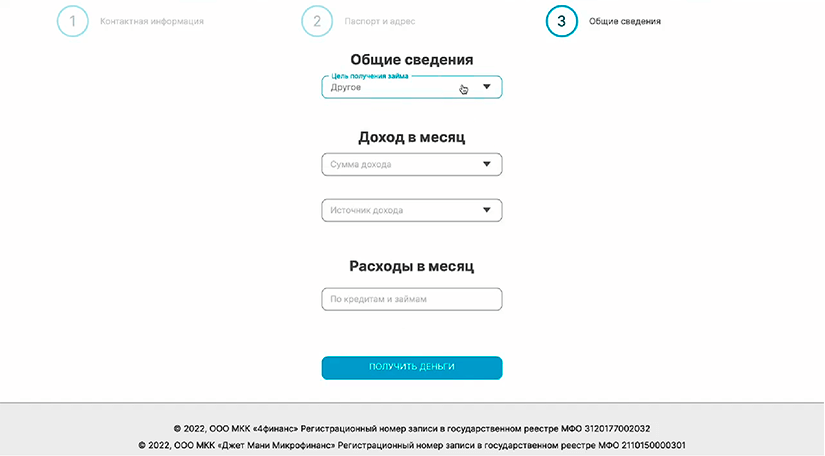 1 Контактная информация 2 Паспорт и адрес 3 Общие сведения
Общие сведения
Цель получения займа
Другое
Доход в месяц
Сумма дохода
Источник дохода
Расходы в месяц
По кредитам и займам
ПОЛУЧИТЬ ДЕНЬГИ
© 2022, ООО МКК «4финанс» Регистрационный номер записи в государственном реестре МФО 3120177002032
© 2022, ООО МКК «Джет Мани Микрофинанс» Регистрационный номер записи в государственном реестре МФО 2110150000301